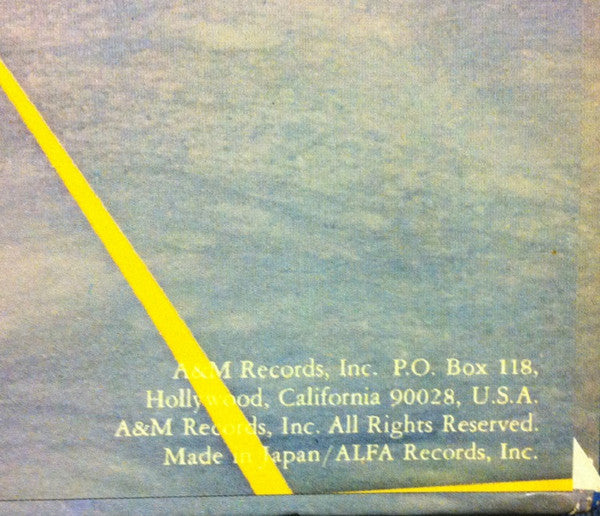 A&M Records, Inc. P.O. Box 118,
Hollywood, California 90028, U.S.A.
A&M Records, Inc. All Rights Reserved.
Made in Japan/ALFA Records, Inc.